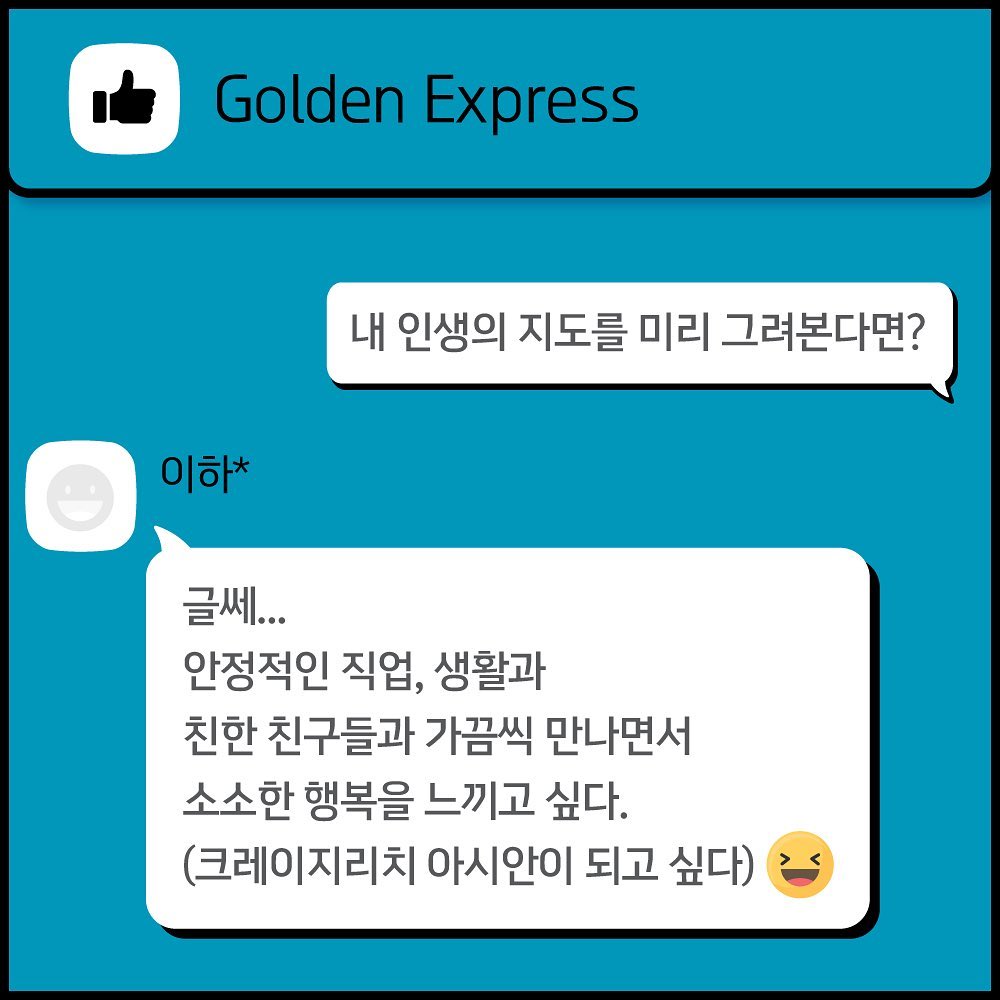 Golden Express
내 인생의 지도를 미리 그려본다면?
이하*
글쎄...
안정적인 직업, 생활과
친한 친구들과 가끔씩 만나면서
소소한 행복을 느끼고 싶다.
(크레이지리치 아시안이 되고 싶다)